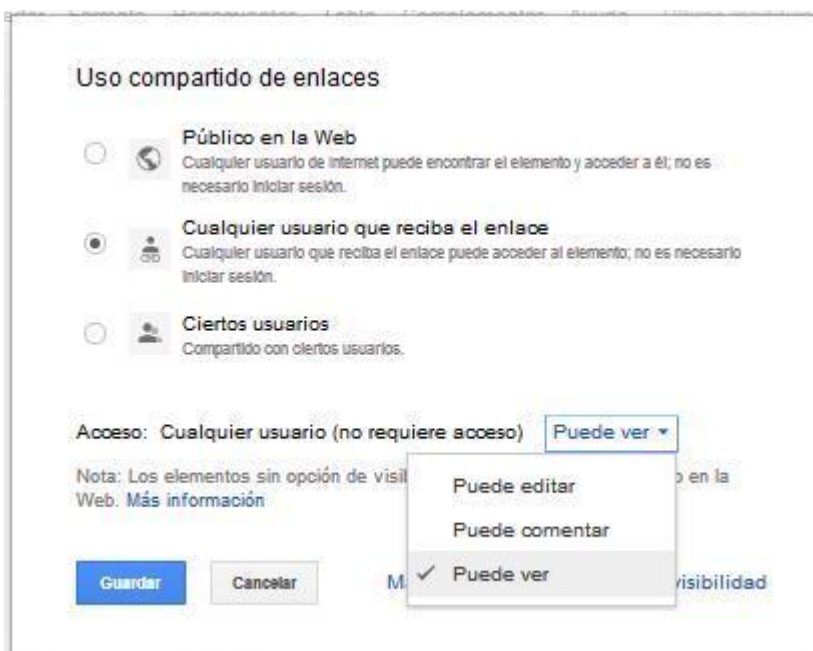 Uso compartido de enlaces
Público en la Web
Cualquier usuario de Internet puede encontrar el elemento y acceder a él; no es
necesario iniciar sesión.
Cualquier usuario que reciba el enlace
Cualquier usuario que reciba el enlace puede acceder al elemento; no es necesario
iniciar sesión.
Ciertos usuarios
Compartido con ciertos usuarios.
Acceso: Cualquier usuario (no requiere acceso) Puede ver
Nota: Los elementos sin opción de en la
Web. Más información
Puede editar
Puede comentar
Puede ver
Guardar Cancelar visibilidad